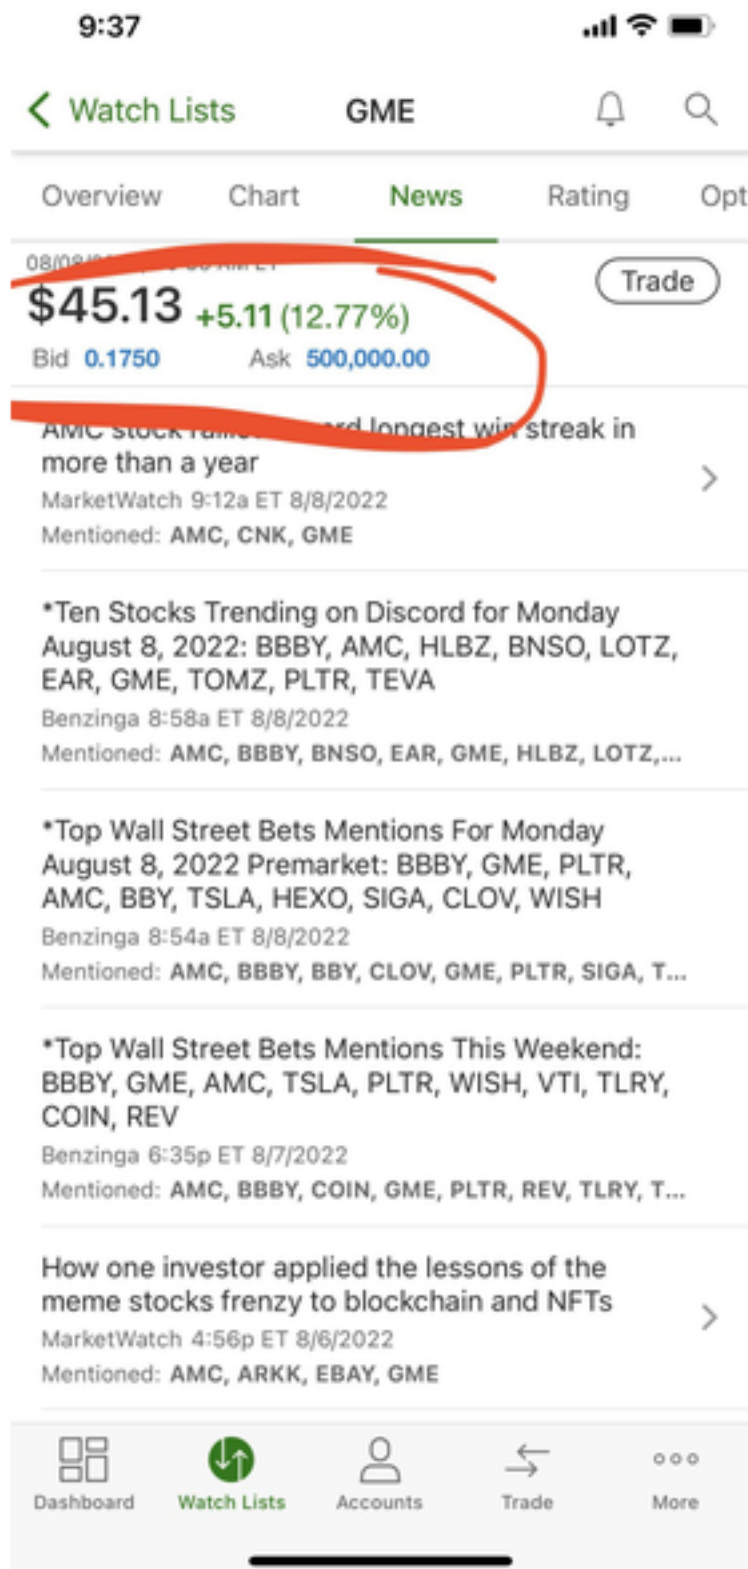 9:37
Watch Lists GME
Overview Chart News Rating Opt
08/08/
Trade
$45.13 +5.11 (12.77%)
Bid 0.1750 Ask 500,000.00
AMC stock longest win streak in
more than a year
MarketWatch 9:12a ET 8/8/2022
Mentioned: AMC, CNK, GME
*Ten Stocks Trending on Discord for Monday
August 8, 2022: BBBY, AMC, HLBZ, BNSO, LOTZ,
EAR, GME, TOMZ, PLTR, TEVA
Benzinga 8:58a ET 8/8/2022
Mentioned: AMC, BBBY, BNSO, EAR, GME, HLBZ, LOTZ,...
*Top Wall Street Bets Mentions For Monday
August 8, 2022 Premarket: BBBY, GME, PLTR,
AMC, BBY, TSLA, HEXO, SIGA, CLOV, WISH
Benzinga 8:54a ET 8/8/2022
Mentioned: AMC, BBBY, BBY, CLOV, GME, PLTR, SIGA, T...
*Top Wall Street Bets Mentions This Weekend:
BBBY, GME, AMC, TSLA, PLTR, WISH, VTI, TLRY,
COIN, REV
Benzinga 6:35p ET 8/7/2022
Mentioned: AMC, BBBY, COIN, GME, PLTR, REV, TLRY, T...
How one investor applied the lessons of the
meme stocks frenzy to blockchain and NFTs
MarketWatch 4:56p ET 8/6/2022
Mentioned: AMC, ARKK, EBAY, GME
Dashboard Watch Lists Accounts Trade More